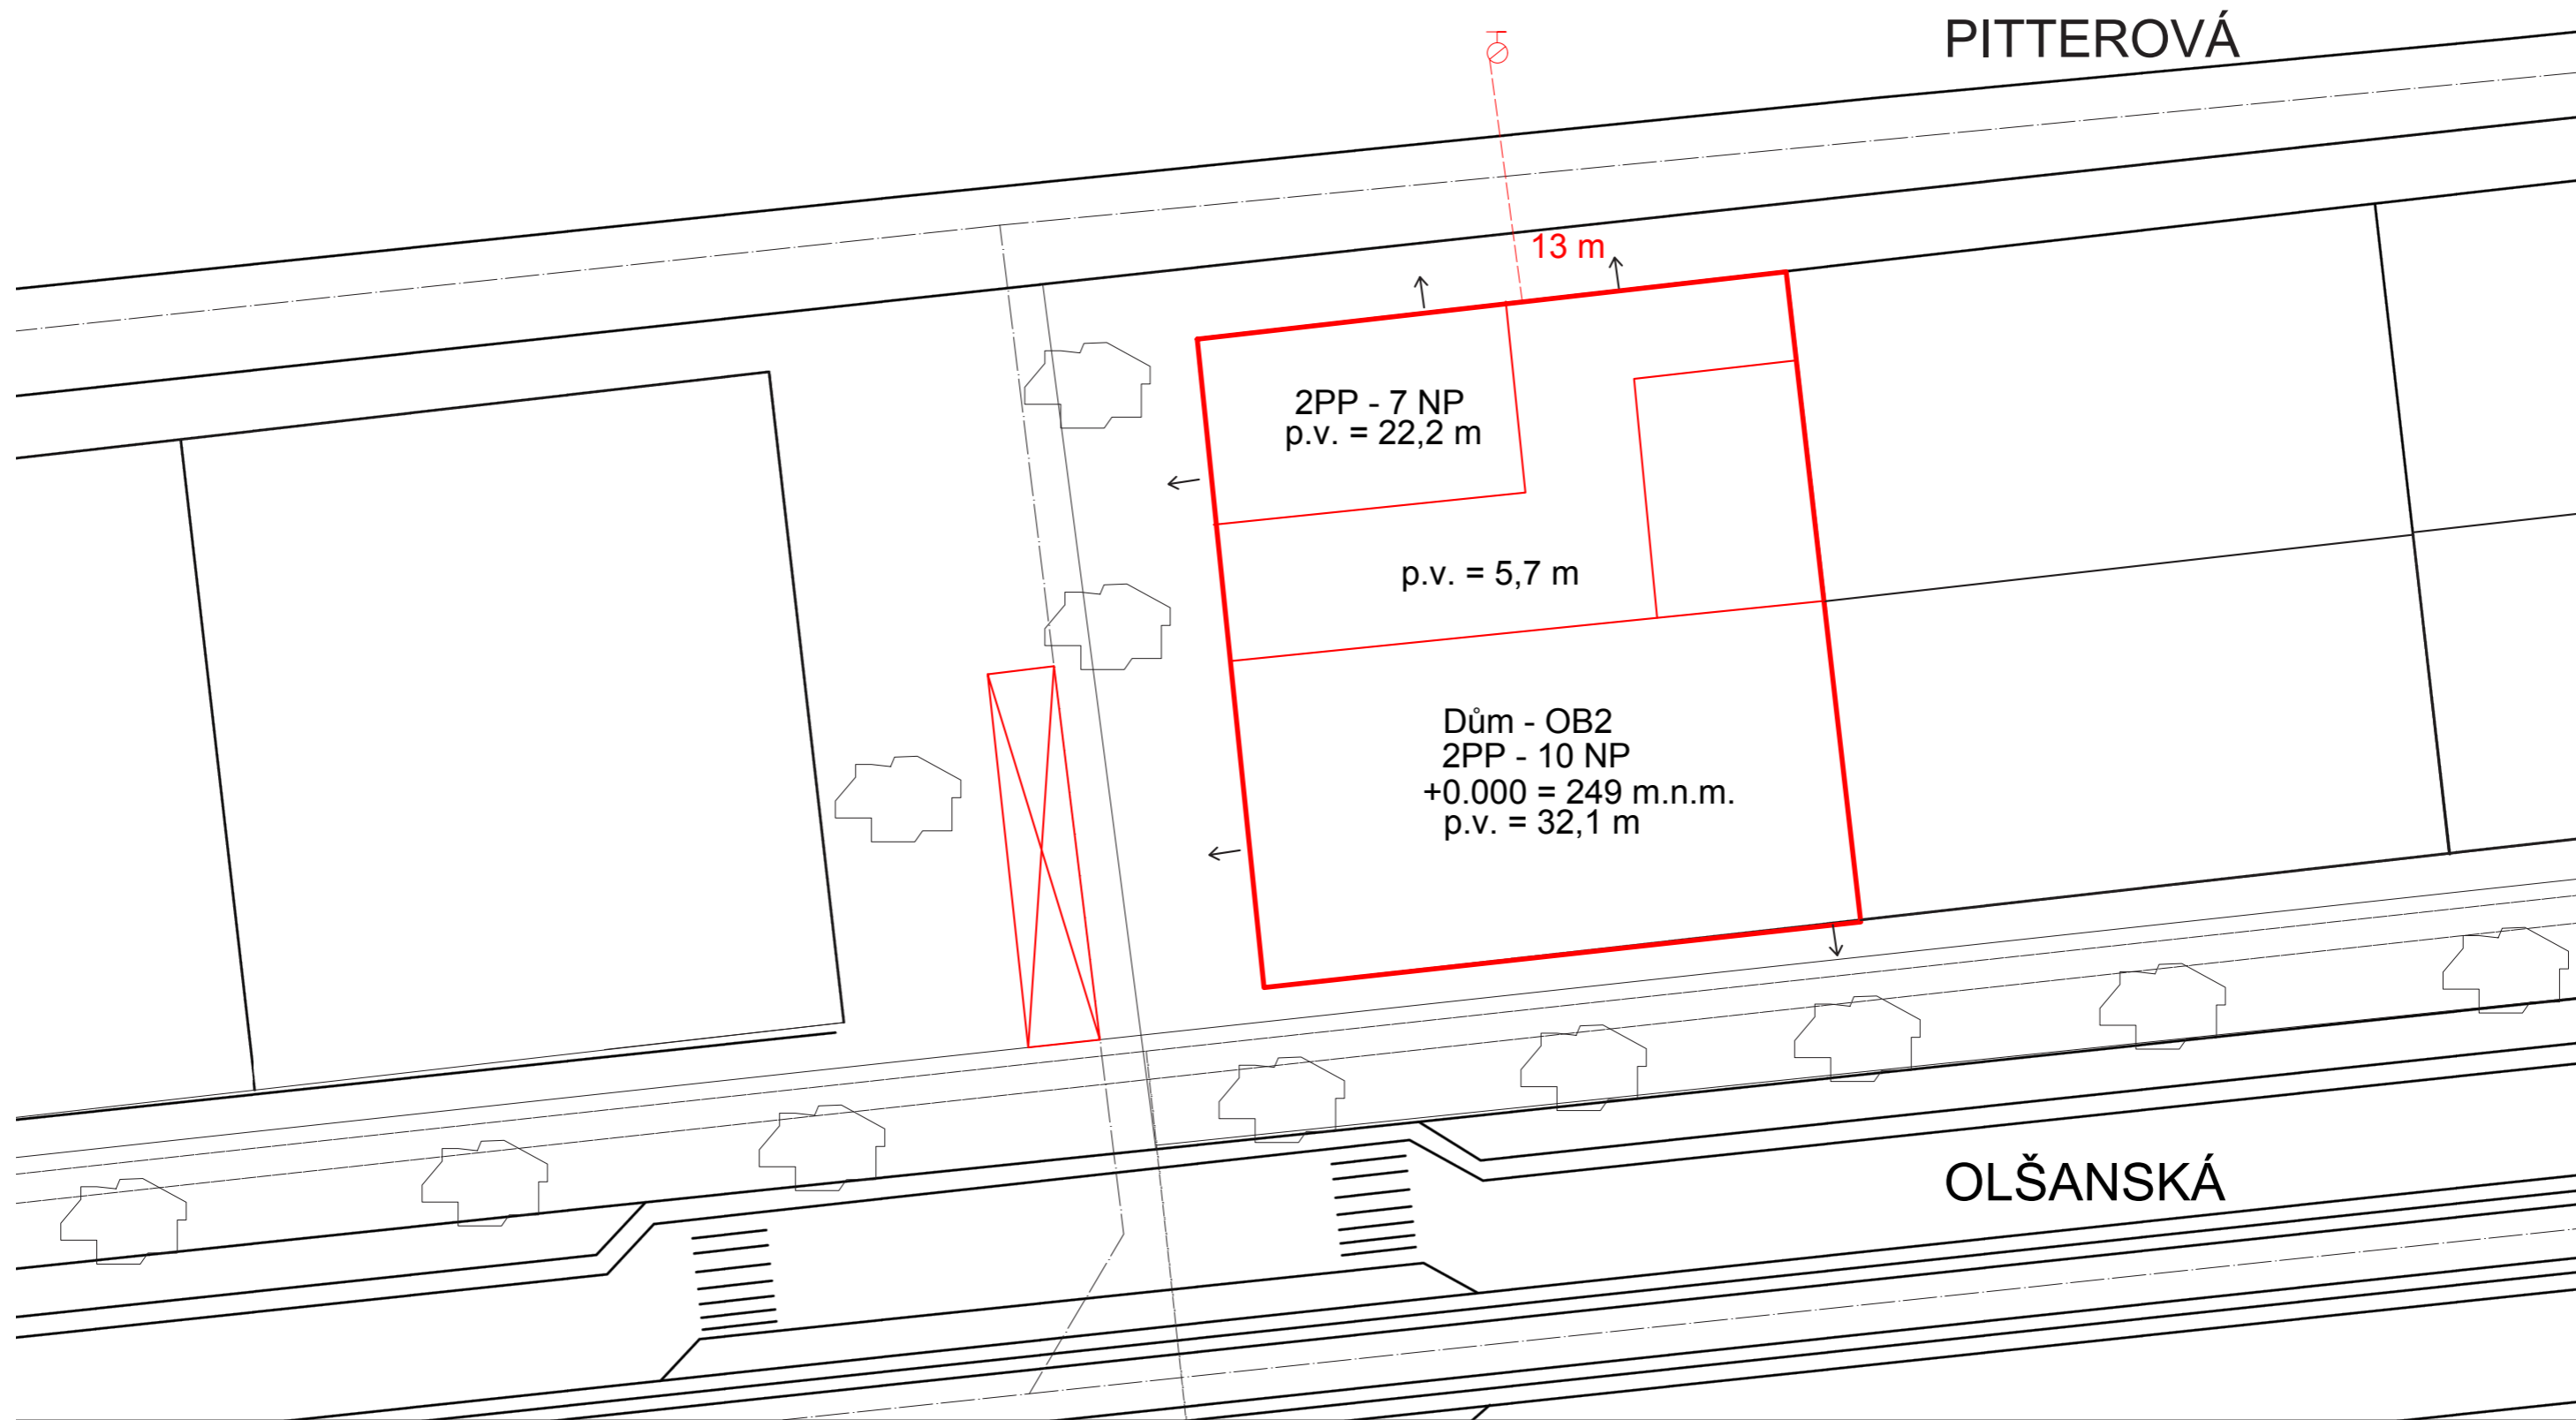 PITTEROVÁ
13 m
2PP - 7 NP
p.v. = 22,2 m
p.v. = 5,7 m
Dům - OB2
2PP - 10 NP
+0.000 = 249 m.n.m.
p.v. = 32,1 m
OLŠANSKÁ